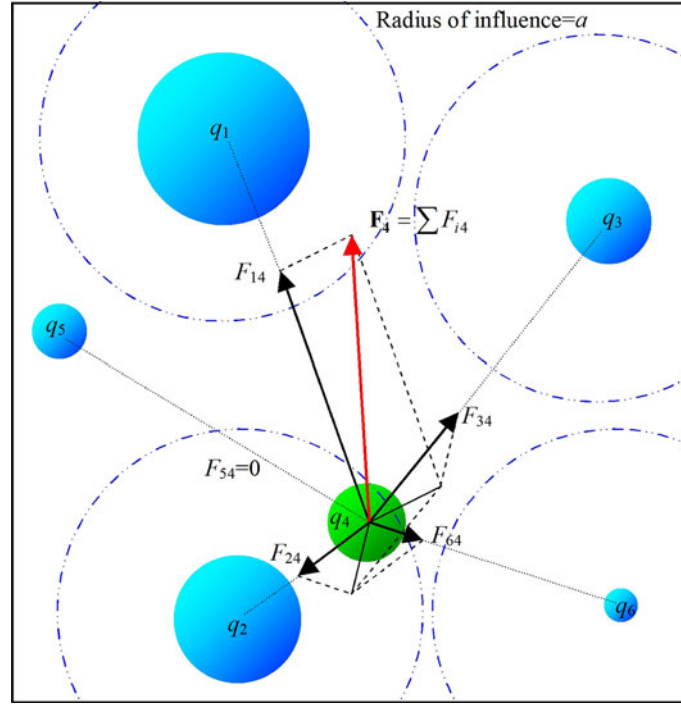 Radius of influence=a
q₁
F₄ = ∑ Fᵢ₄
q₃
F₁₄
q₅
F₃₄
F₅₄=0
q₄
F₆₄
F₂₄
q₂
q₆